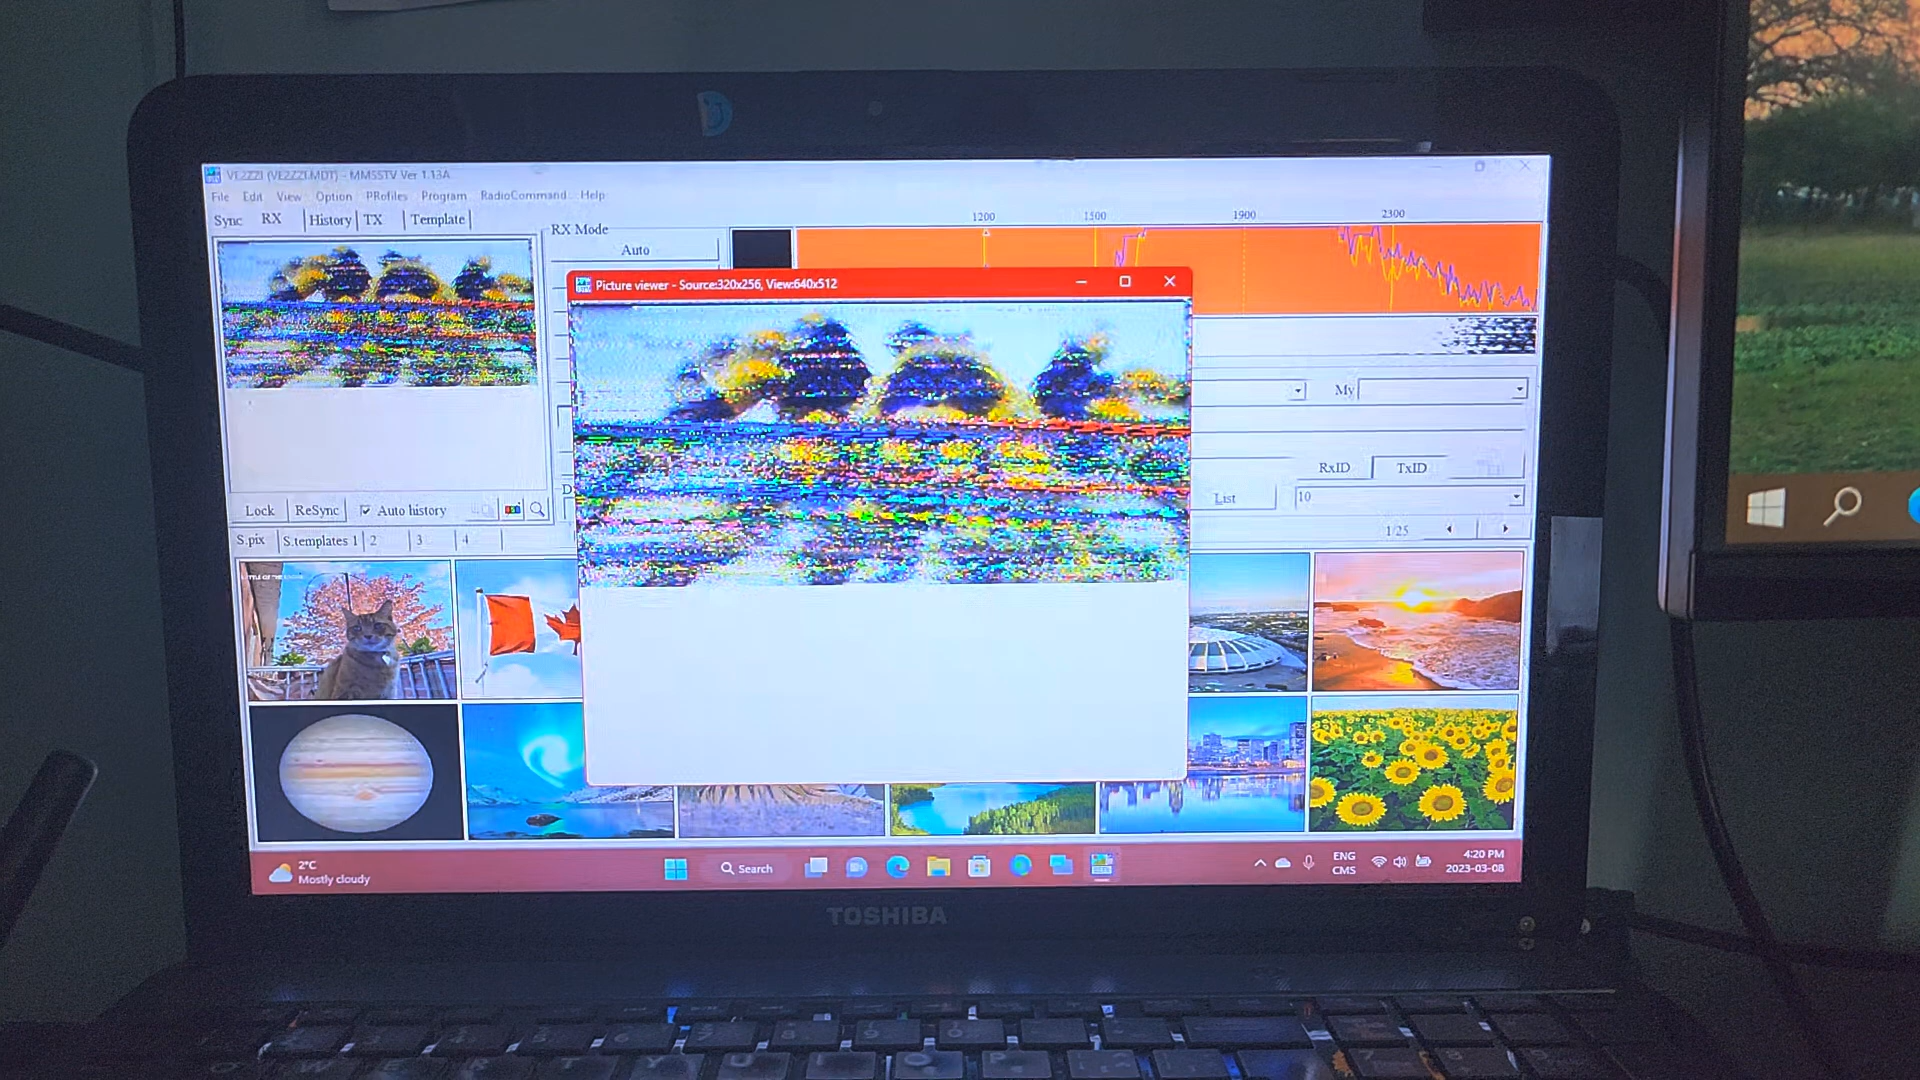 VE2ZZI (VE2ZZI.MDT) - MMSSTV Ver 1.13A
File Edit View Option PRofiles Program RadioCommand Help
Sync RX History TX Template
1200 1500 1900 2300
RX Mode
Auto
Picture viewer - Source:320x256, View:640x512
My
RxID TxID
D
List 10
Lock ReSync Auto history
1/25
S.pix S.templates 1 2 3 4
2°C
Mostly cloudy
Search
ENG
CMS
4:20 PM
2023-03-08
TOSHIBA